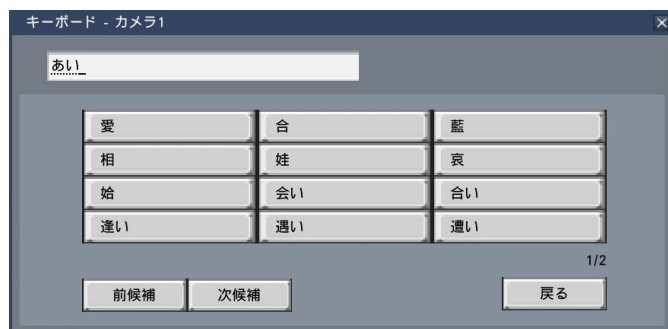 キーボード - カメラ1
あい_
愛 合 藍
相 娃 哀
姶 会い 合い
逢い 遇い 遭い
1/2
前候補 次候補 戻る